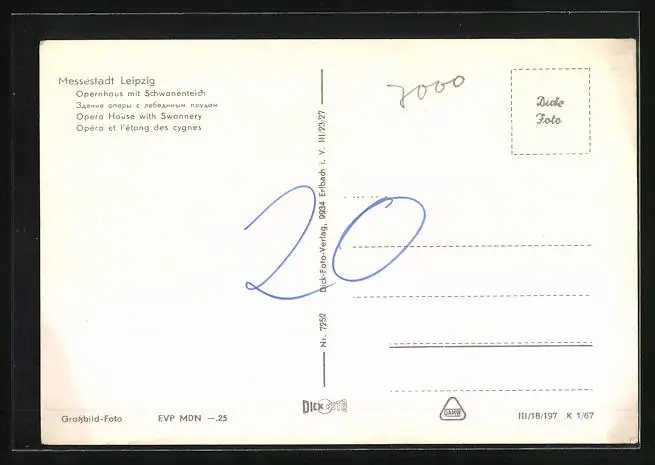 Messestadt Leipzig
Opernhaus mit Schwanenteich
Здание оперы с лебединым прудом
Opera House with Swannery
Opéra et l'étang des cygnes
7000
Dick
Foto
20
Nr. 7252 Dick-Foto-Verlag, 9934 Erlbach i. V. III/23/27
Großbild-Foto EVP MDN —.25
DICK FOTO
DAMW
III/18/197 K 1/67